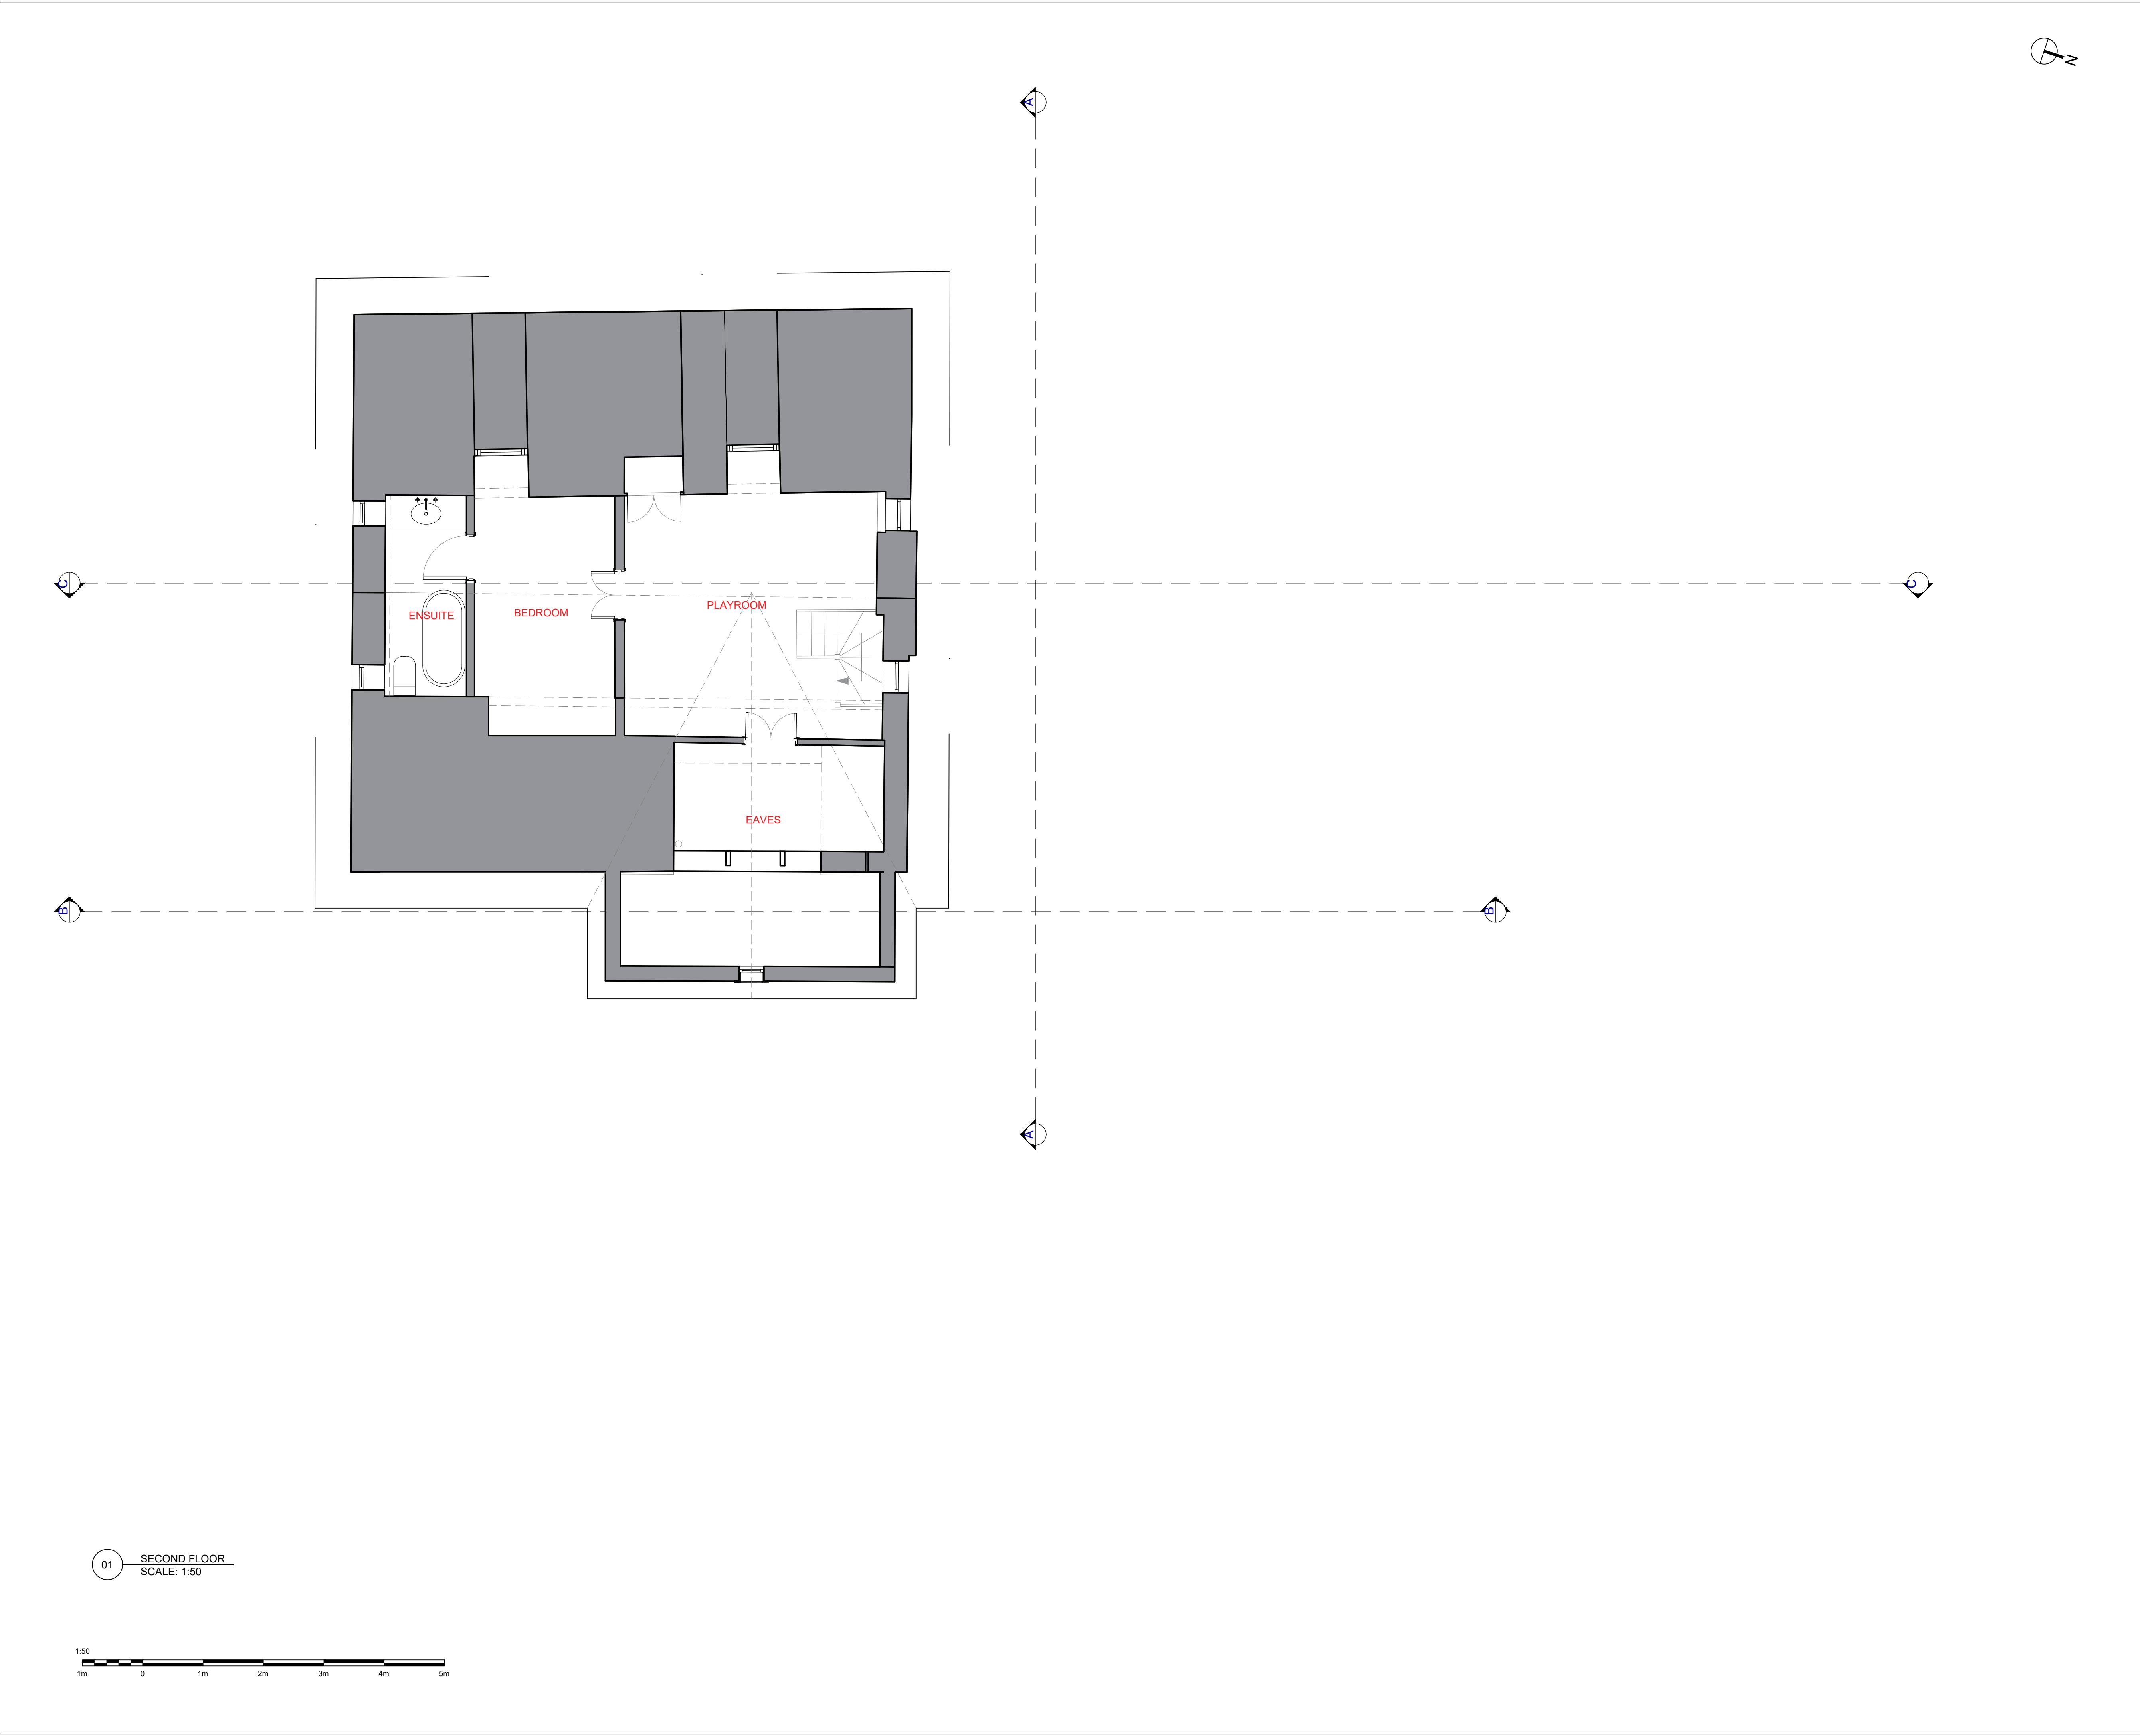 N
A
C
C
ENSUITE
BEDROOM
PLAYROOM
EAVES
B
B
A
01
SECOND FLOOR
SCALE: 1:50
1:50
1m 0 1m 2m 3m 4m 5m